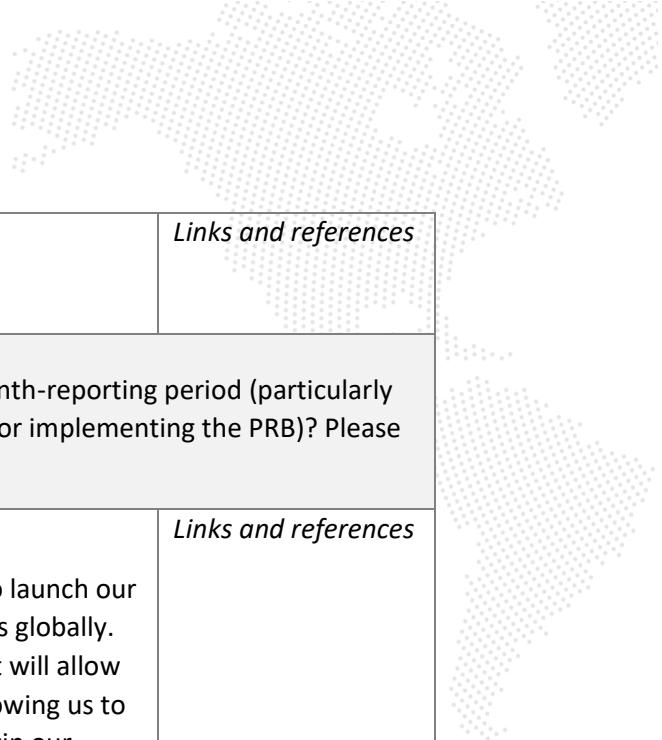 Links and references
nth-reporting period (particularly
or implementing the PRB)? Please
Links and references
launch our
s globally.
will allow
owing us to